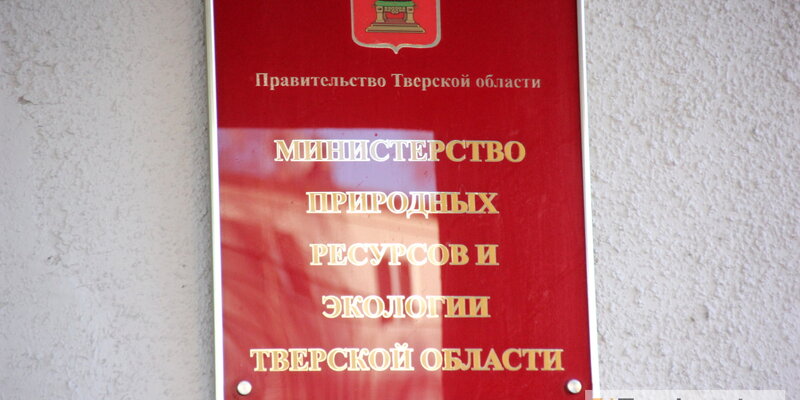 Правительство Тверской области
МИНИСТЕРСТВО
ПРИРОДНЫХ
РЕСУРСОВ И
ЭКОЛОГИИ
ТВЕРСКОЙ ОБЛАСТИ